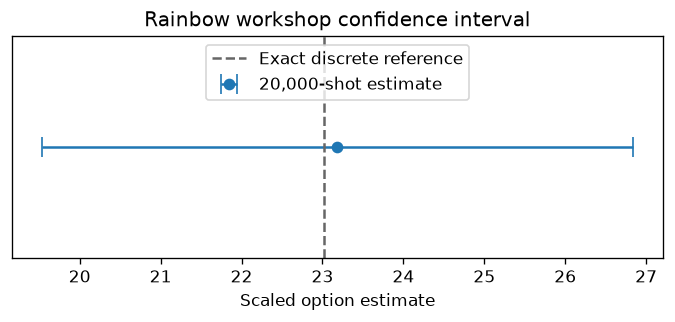 Rainbow workshop confidence interval
Exact discrete reference
20,000-shot estimate
20 21 22 23 24 25 26 27
Scaled option estimate